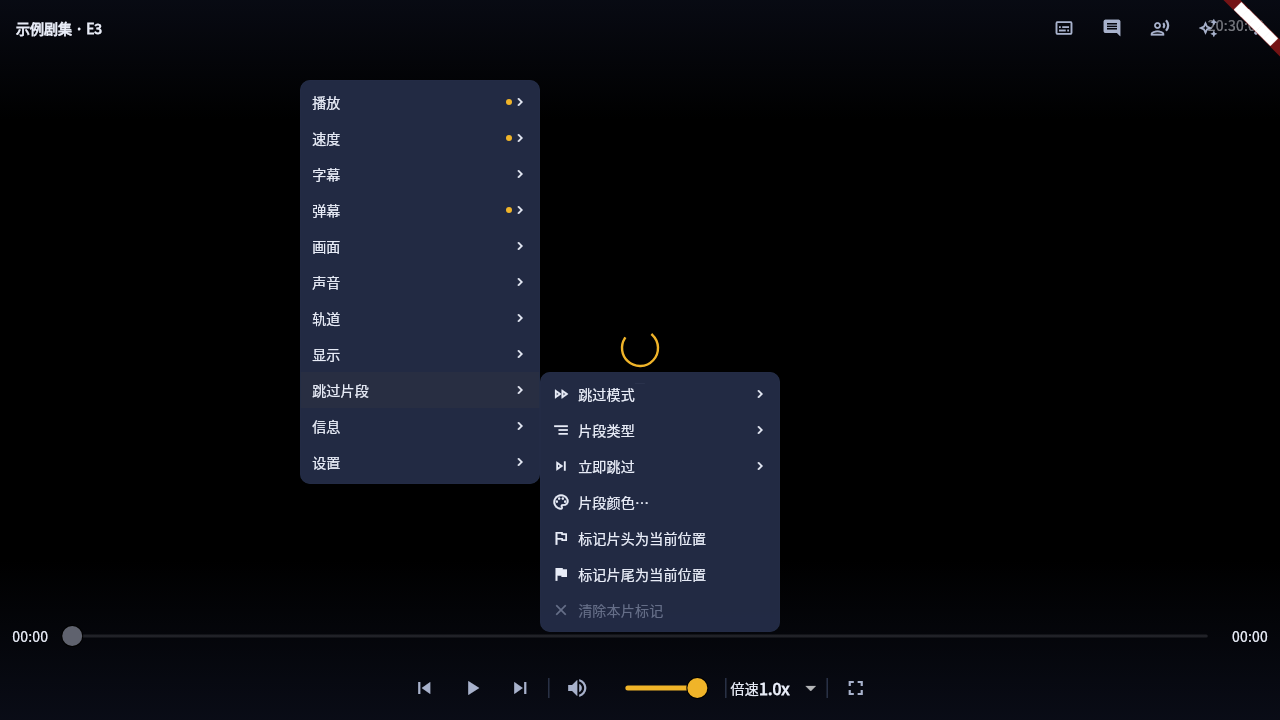 示例剧集 · E3
播放
速度
字幕
弹幕
画面
声音
轨道
显示
跳过片段
信息
设置
跳过模式
片段类型
立即跳过
片段颜色…
标记片头为当前位置
标记片尾为当前位置
清除本片标记
00:00
00:00
倍速1.0x